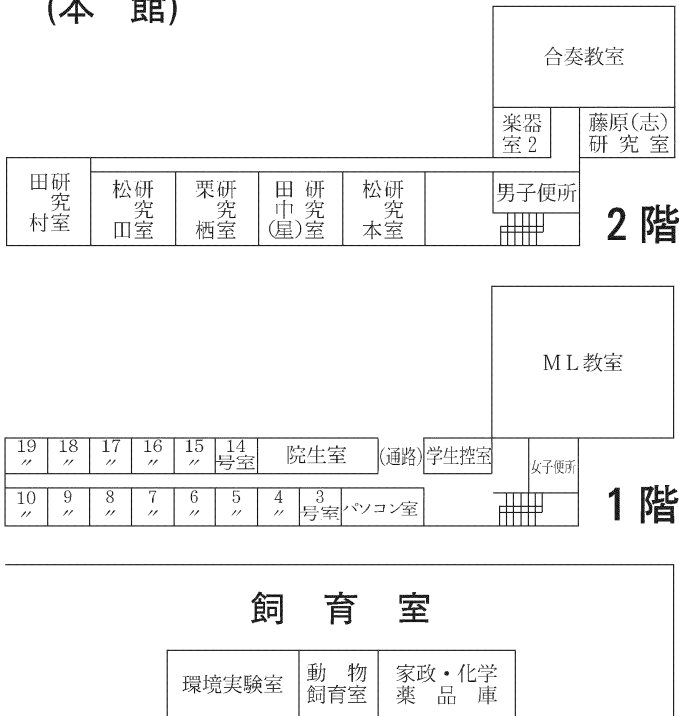 (本 館)
合奏教室
楽器室2
藤原(志)研究室
田村研究室
松田研究室
栗栖研究室
田中(星)研究室
松本研究室
男子便所
2階
ML教室
19〃
18〃
17〃
16〃
15〃
14号室
院生室
(通路)
学生控室
女子便所
10〃
9〃
8〃
7〃
6〃
5〃
4〃
3号室
パソコン室
1階
飼育室
環境実験室
動物飼育室
家政・化学薬品庫